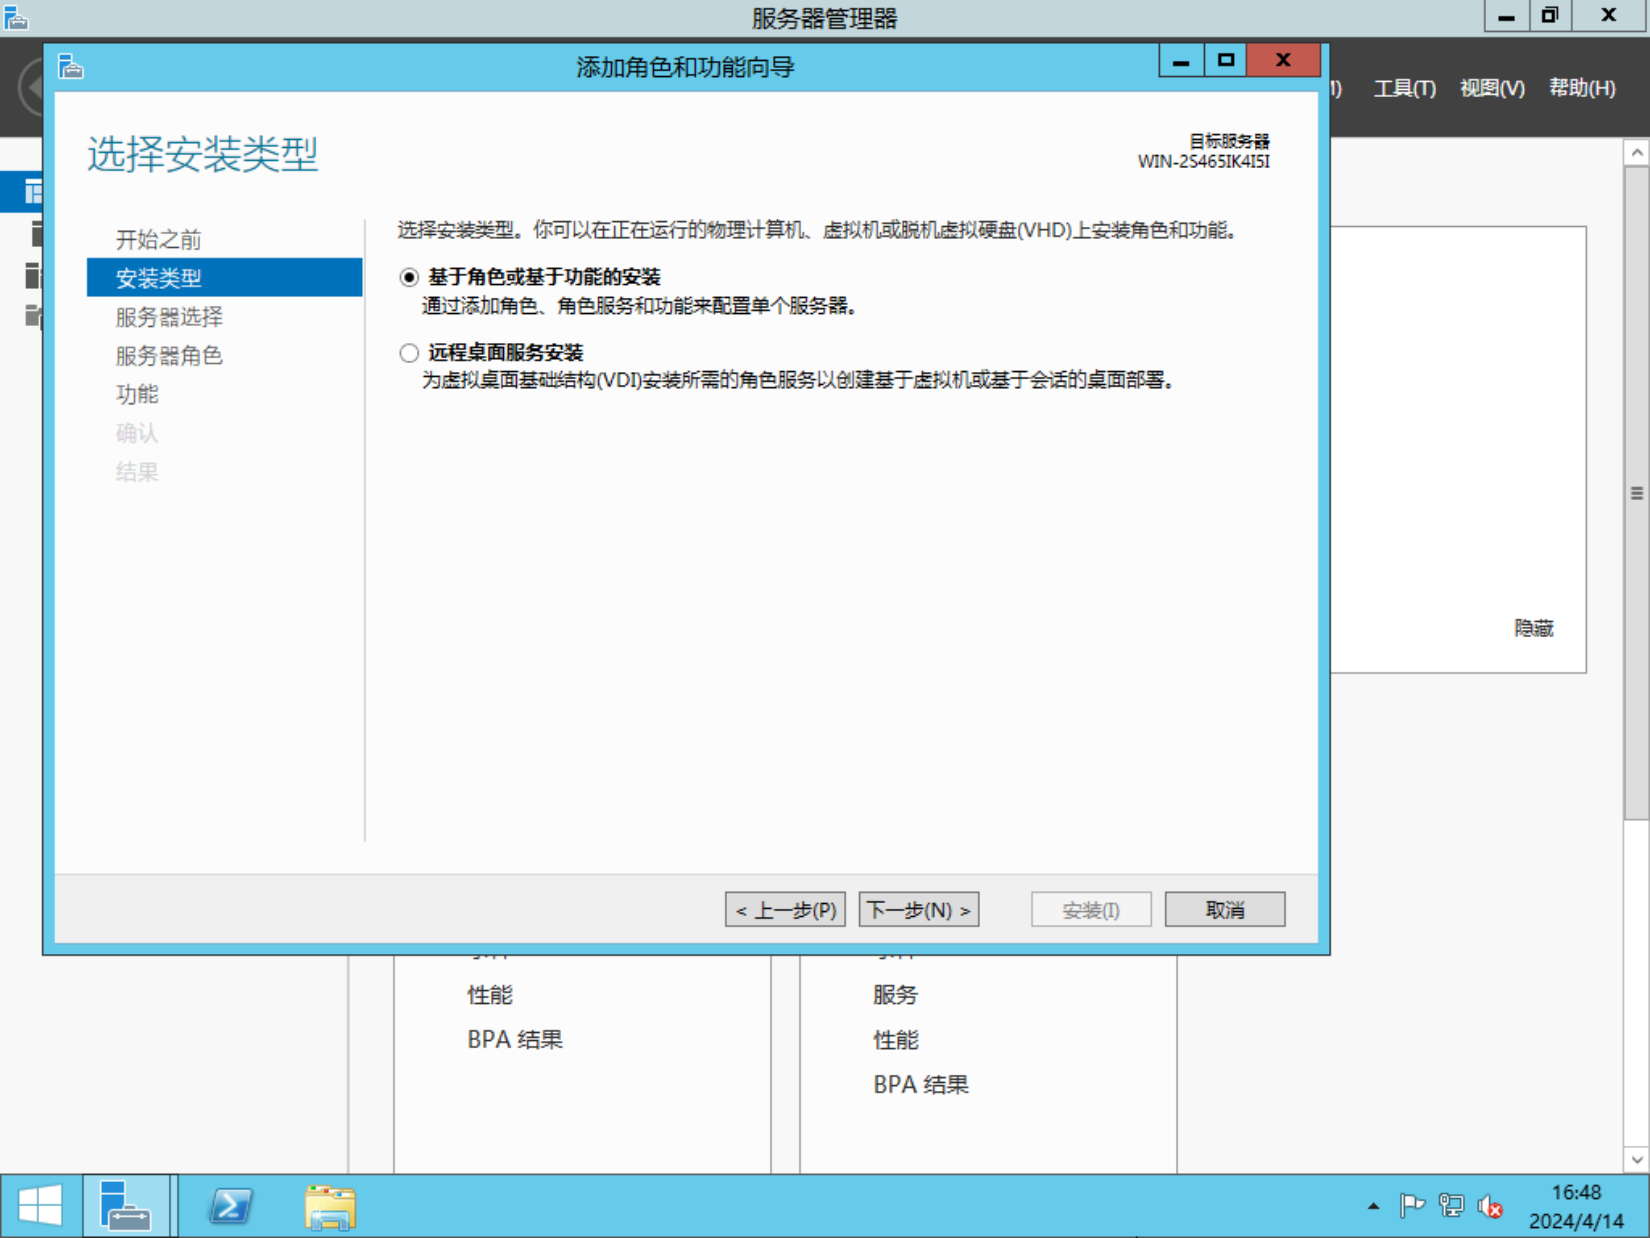 服务器管理器
添加角色和功能向导
工具(T) 视图(V) 帮助(H)
选择安装类型
目标服务器
WIN-2S465IK4I5I
开始之前
安装类型
服务器选择
服务器角色
功能
确认
结果
选择安装类型。你可以在正在运行的物理计算机、虚拟机或脱机虚拟硬盘(VHD)上安装角色和功能。
基于角色或基于功能的安装
通过添加角色、角色服务和功能来配置单个服务器。
远程桌面服务安装
为虚拟桌面基础结构(VDI)安装所需的角色服务以创建基于虚拟机或基于会话的桌面部署。
隐藏
< 上一步(P) 下一步(N) > 安装(I) 取消
性能
BPA 结果
服务
性能
BPA 结果
16:48
2024/4/14